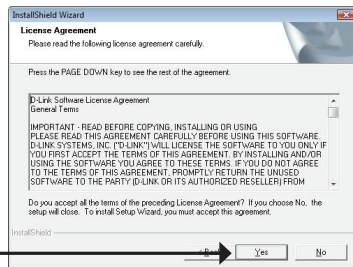 InstallShield Wizard
License Agreement
Please read the following license agreement carefully.
Press the PAGE DOWN key to see the rest of the agreement.
D-Link Software License Agreement
General Terms
IMPORTANT - READ BEFORE COPYING, INSTALLING OR USING
PLEASE READ THIS AGREEMENT CAREFULLY BEFORE USING THIS SOFTWARE.
D-LINK SYSTEMS, INC. ("D-LINK") WILL LICENSE THE SOFTWARE TO YOU ONLY IF
YOU FIRST ACCEPT THE TERMS OF THIS AGREEMENT. BY INSTALLING AND/OR
USING THE SOFTWARE YOU AGREE TO THESE TERMS. IF YOU DO NOT AGREE
TO THE TERMS OF THIS AGREEMENT, PROMPTLY RETURN THE UNUSED
SOFTWARE TO THE PARTY (D-LINK OR ITS AUTHORIZED RESELLER) FROM
Do you accept all the terms of the preceding License Agreement? If you choose No, the
setup will close. To install Setup Wizard, you must accept this agreement.
InstallShield
Yes No